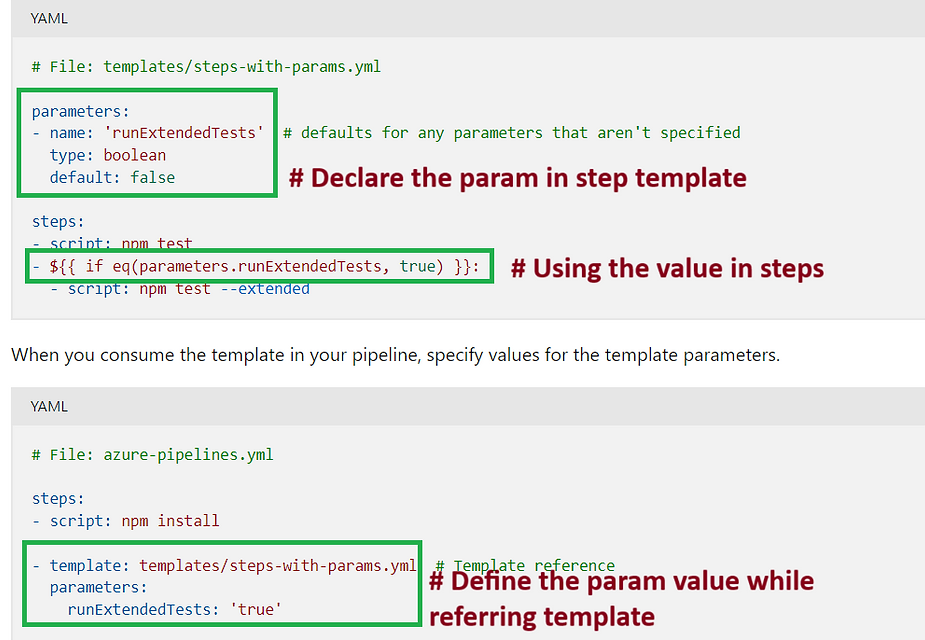 YAML
# File: templates/steps-with-params.yml
parameters:
- name: 'runExtendedTests' # defaults for any parameters that aren't specified
type: boolean
default: false
# Declare the param in step template
steps:
- script: npm test
- ${{ if eq(parameters.runExtendedTests, true) }}:
# Using the value in steps
- script: npm test --extended
When you consume the template in your pipeline, specify values for the template parameters.
YAML
# File: azure-pipelines.yml
steps:
- script: npm install
- template: templates/steps-with-params.yml # Template reference
parameters:
runExtendedTests: 'true'
# Define the param value while
referring template